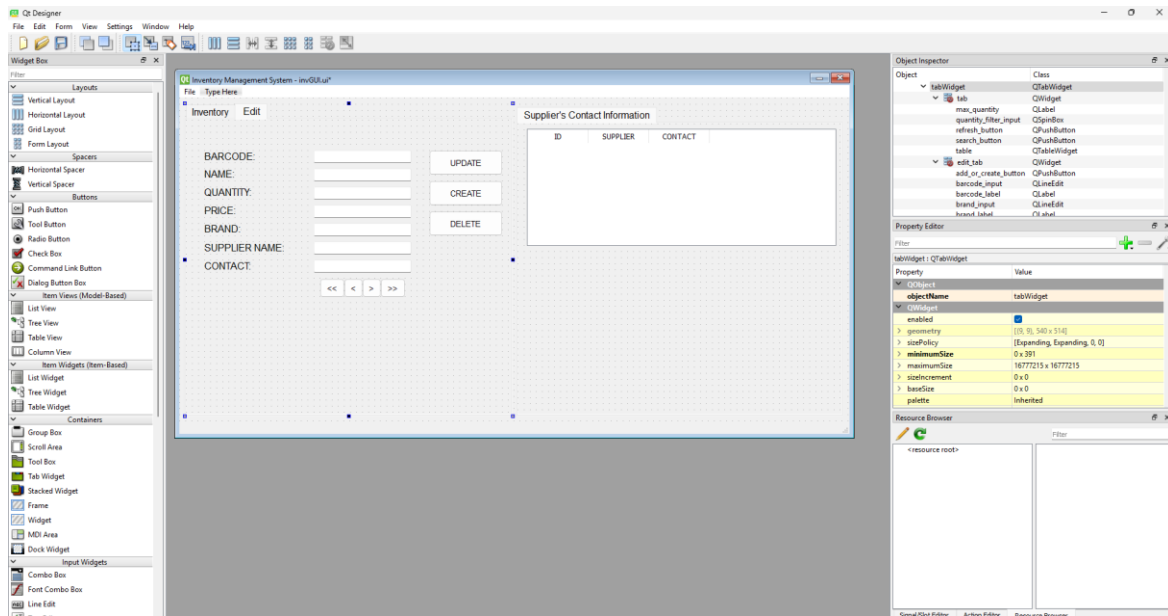 Qt Designer
File Edit Form View Settings Window Help
Widget Box
Filter
Layouts
Vertical Layout
Horizontal Layout
Grid Layout
Form Layout
Spacers
Horizontal Spacer
Vertical Spacer
Buttons
Push Button
Tool Button
Radio Button
Check Box
Command Link Button
Dialog Button Box
Item Views (Model-Based)
List View
Tree View
Table View
Column View
Item Widgets (Item-Based)
List Widget
Tree Widget
Table Widget
Containers
Group Box
Scroll Area
Tool Box
Tab Widget
Stacked Widget
Frame
Widget
MDI Area
Dock Widget
Input Widgets
Combo Box
Font Combo Box
Line Edit
Inventory Management System - invGUI.ui*
File Type Here
Inventory Edit
BARCODE:
NAME:
QUANTITY:
PRICE:
BRAND:
SUPPLIER NAME:
CONTACT:
UPDATE
CREATE
DELETE
<< < > >>
Supplier's Contact Information
ID SUPPLIER CONTACT
Object Inspector
Object Class
tabWidget QTabWidget
tab QWidget
max_quantity QLabel
quantity_filter_input QSpinBox
refresh_button QPushButton
search_button QPushButton
table QTableWidget
edit_tab QWidget
add_or_create_button QPushButton
barcode_input QLineEdit
barcode_label QLabel
brand_input QLineEdit
brand_label QLabel
Property Editor
Filter
tabWidget : QTabWidget
Property Value
QObject
objectName tabWidget
QWidget
enabled
geometry [(9, 9), 540 x 514]
sizePolicy [Expanding, Expanding, 0, 0]
minimumSize 0 x 391
maximumSize 16777215 x 16777215
sizeIncrement 0 x 0
baseSize 0 x 0
palette Inherited
Resource Browser
Filter
<resource root>
Signal/Slot Editor Action Editor Resource Browser